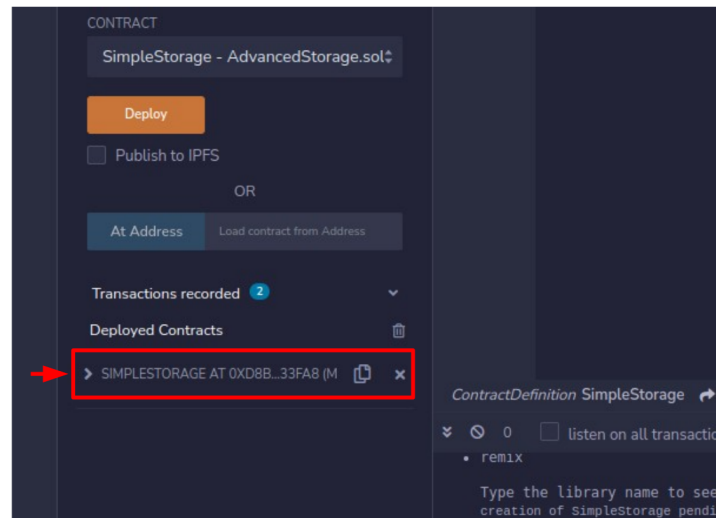 CONTRACT
SimpleStorage - AdvancedStorage.sol
Deploy
Publish to IPFS
OR
At Address Load contract from Address
Transactions recorded 2
Deployed Contracts
SIMPLESTORAGE AT 0XD8B...33FA8 (M
ContractDefinition SimpleStorage
0 listen on all transactio
• remix
Type the library name to see
creation of SimpleStorage pendi